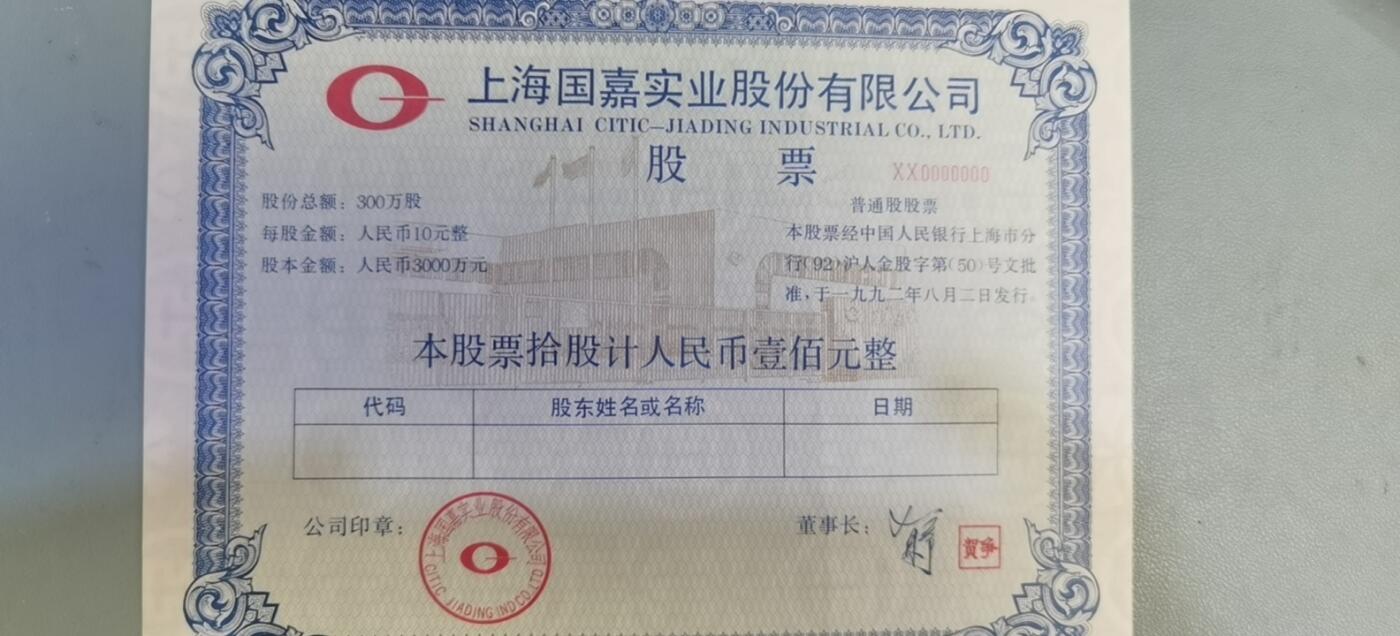 上海国嘉实业股份有限公司
SHANGHAI CITIC—JIADING INDUSTRIAL CO., LTD.
股 票
XX0000000
股份总额：300万股
每股金额：人民币10元整
股本金额：人民币3000万元
普通股股票
本股票经中国人民银行上海市分
行(92)沪人金股字第(50)号文批
准，于一九九二年八月二日发行。
本股票拾股计人民币壹佰元整
代码 股东姓名或名称 日期
公司印章：
上海国嘉实业股份有限公司
CITIC JIADING IND CO. LTD
董事长：